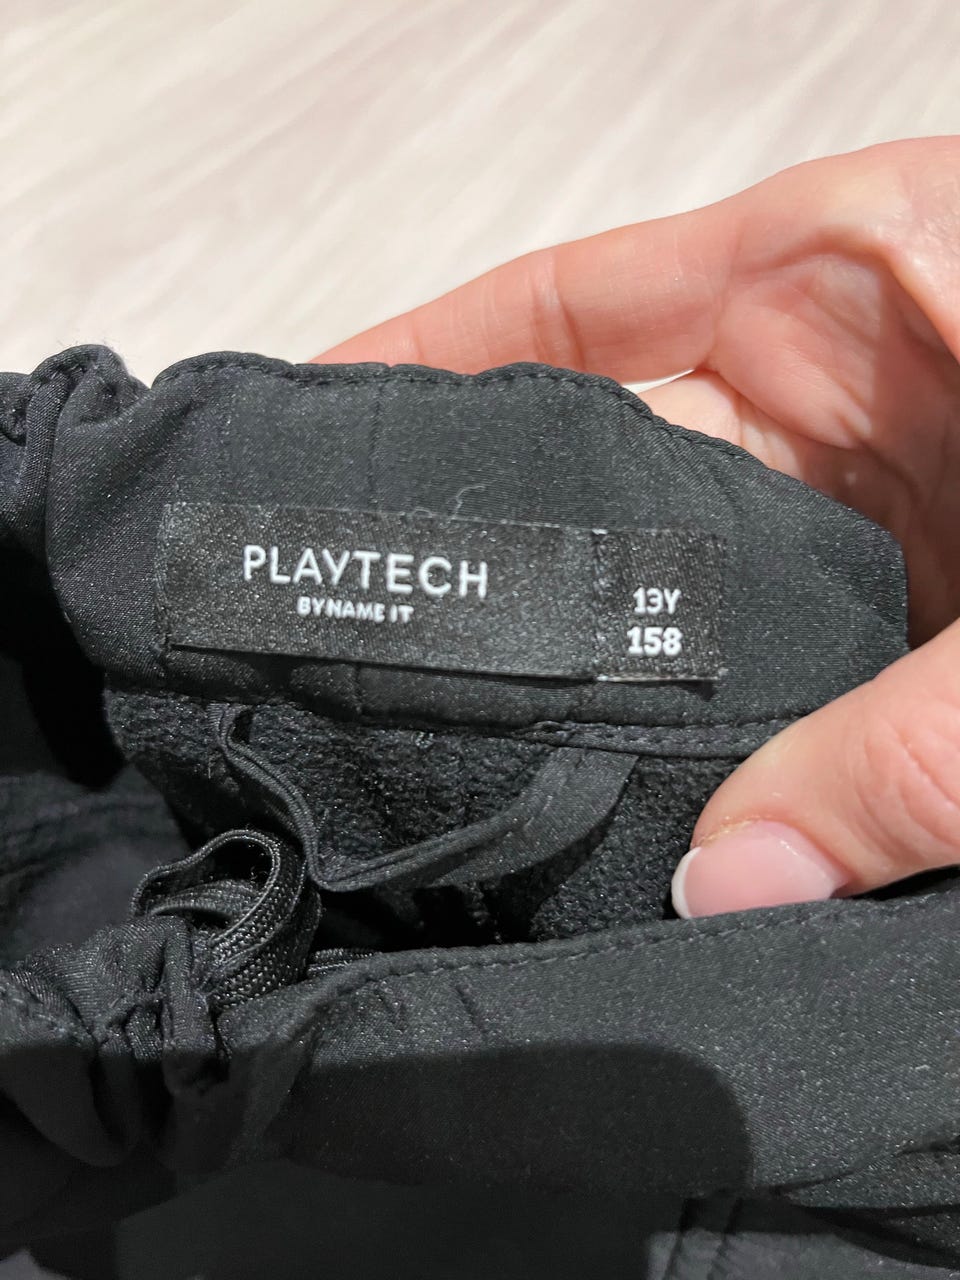 PLAYTECH
BY NAME IT
13Y
158